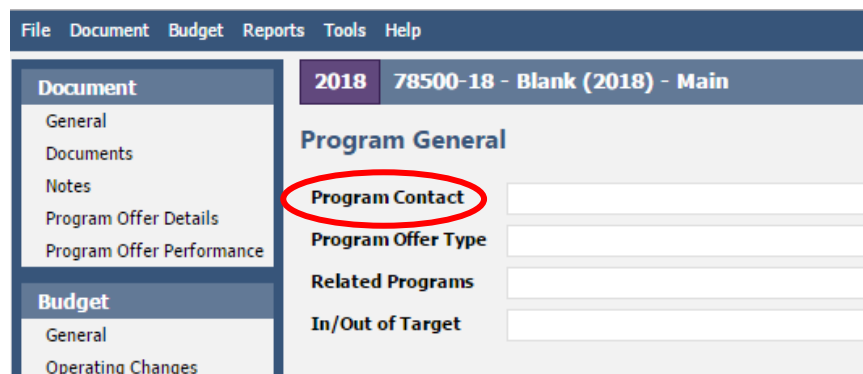 File Document Budget Reports Tools Help
Document
General
Documents
Notes
Program Offer Details
Program Offer Performance
Budget
General
Operating Changes
2018 78500-18 - Blank (2018) - Main
Program General
Program Contact
Program Offer Type
Related Programs
In/Out of Target